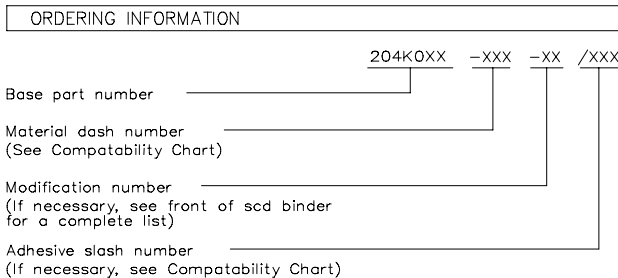 ORDERING INFORMATION
204K0XX -XXX -XX /XXX
Base part number
Material dash number
(See Compatability Chart)
Modification number
(If necessary, see front of scd binder
for a complete list)
Adhesive slash number
(If necessary, see Compatability Chart)